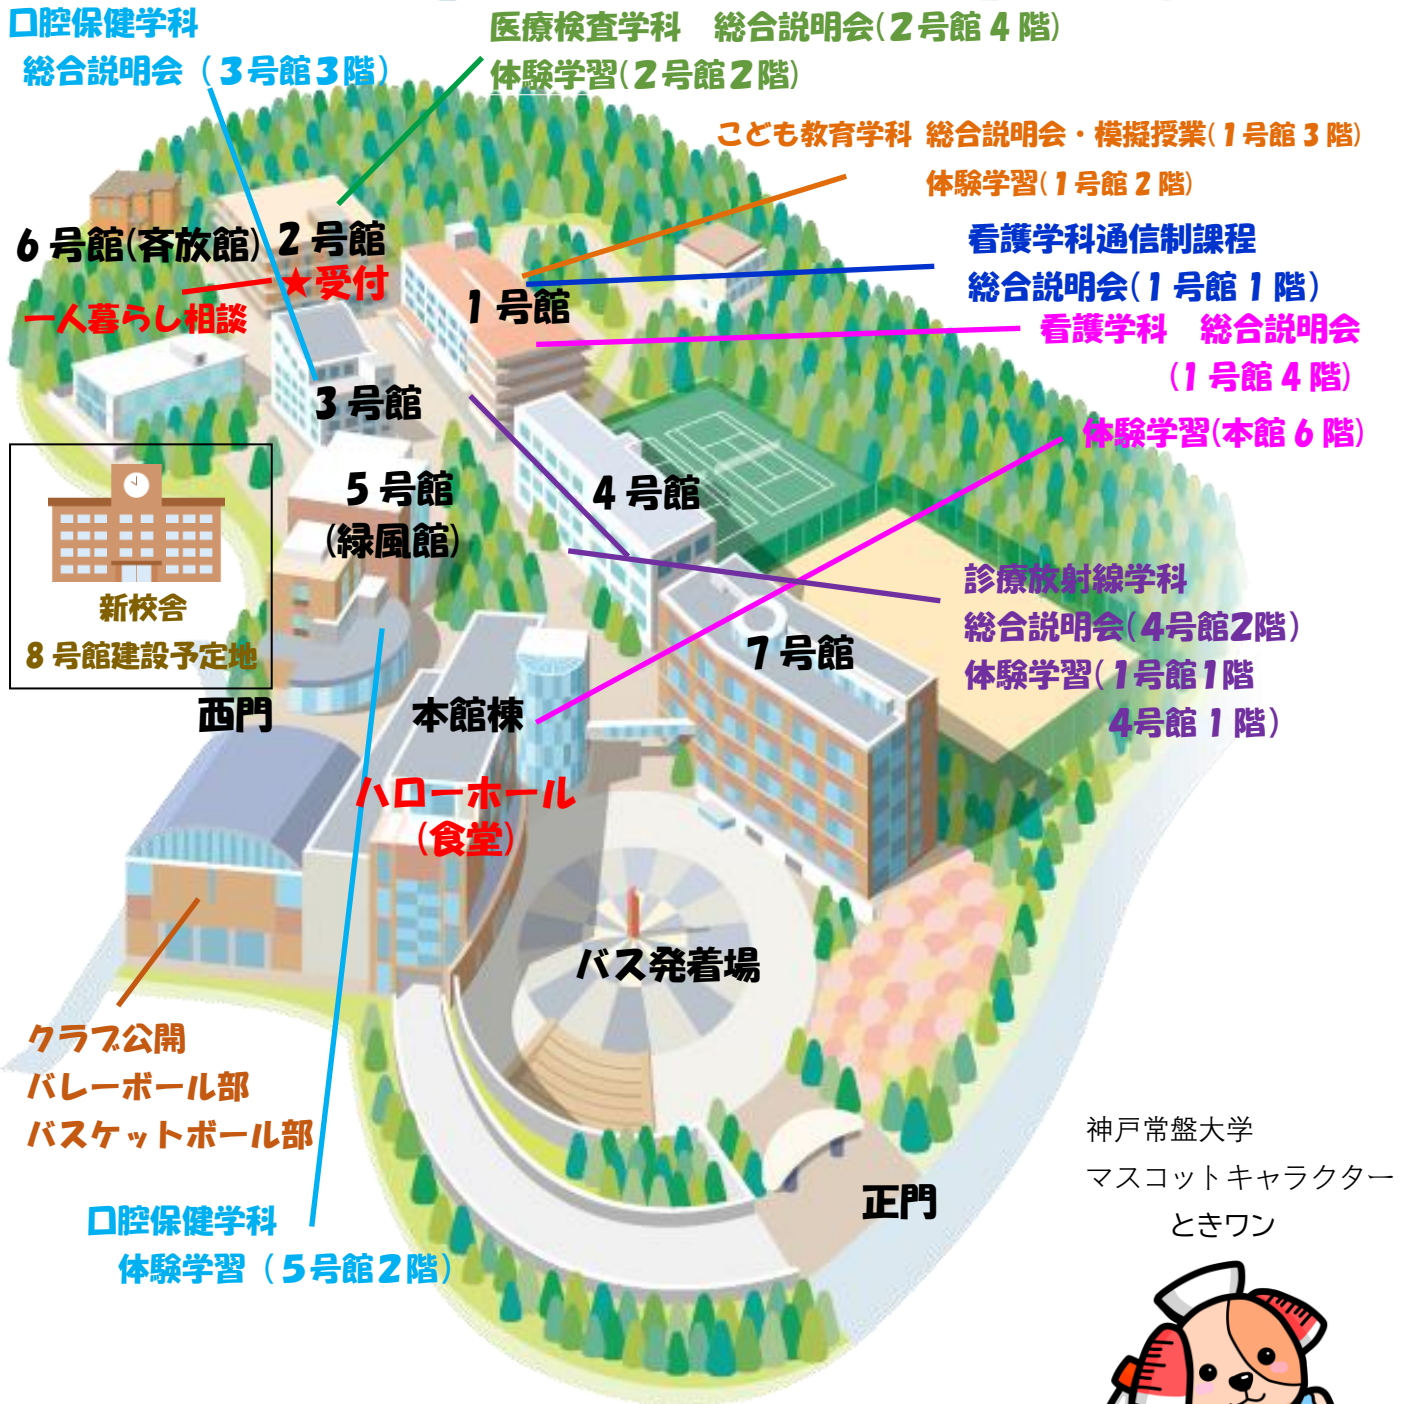 口腔保健学科
総合説明会（３号館３階）
医療検査学科　総合説明会(２号館４階)
体験学習(２号館２階)
こども教育学科 総合説明会・模擬授業(１号館３階)
体験学習(１号館２階)
看護学科通信制課程
総合説明会(１号館１階)
看護学科　総合説明会
(１号館４階)
体験学習(本館６階)
６号館(斉放館)
２号館
★受付
一人暮らし相談
１号館
３号館
５号館
(緑風館)
４号館
新校舎
８号館建設予定地
診療放射線学科
総合説明会(４号館２階)
体験学習(１号館１階
４号館１階)
７号館
西門
本館棟
ハローホール
(食堂)
バス発着場
クラブ公開
バレーボール部
バスケットボール部
口腔保健学科
体験学習（５号館２階)
正門
神戸常盤大学
マスコットキャラクター
ときワン